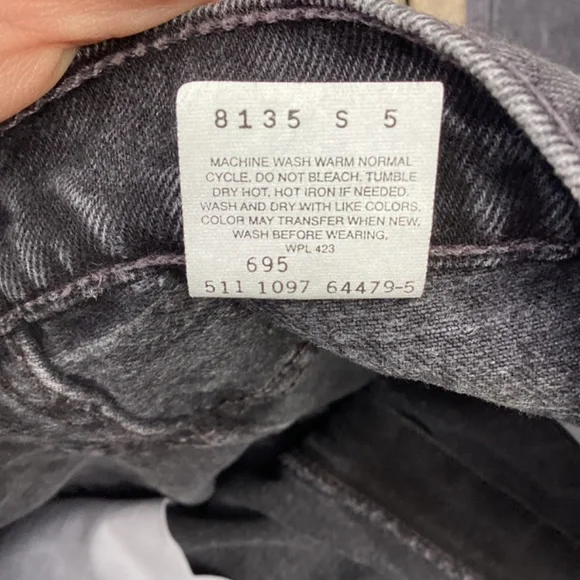 8135 S 5
MACHINE WASH WARM NORMAL
CYCLE. DO NOT BLEACH. TUMBLE
DRY HOT. HOT IRON IF NEEDED.
WASH AND DRY WITH LIKE COLORS.
COLOR MAY TRANSFER WHEN NEW.
WASH BEFORE WEARING.
WPL 423
695
511 1097 64479-5